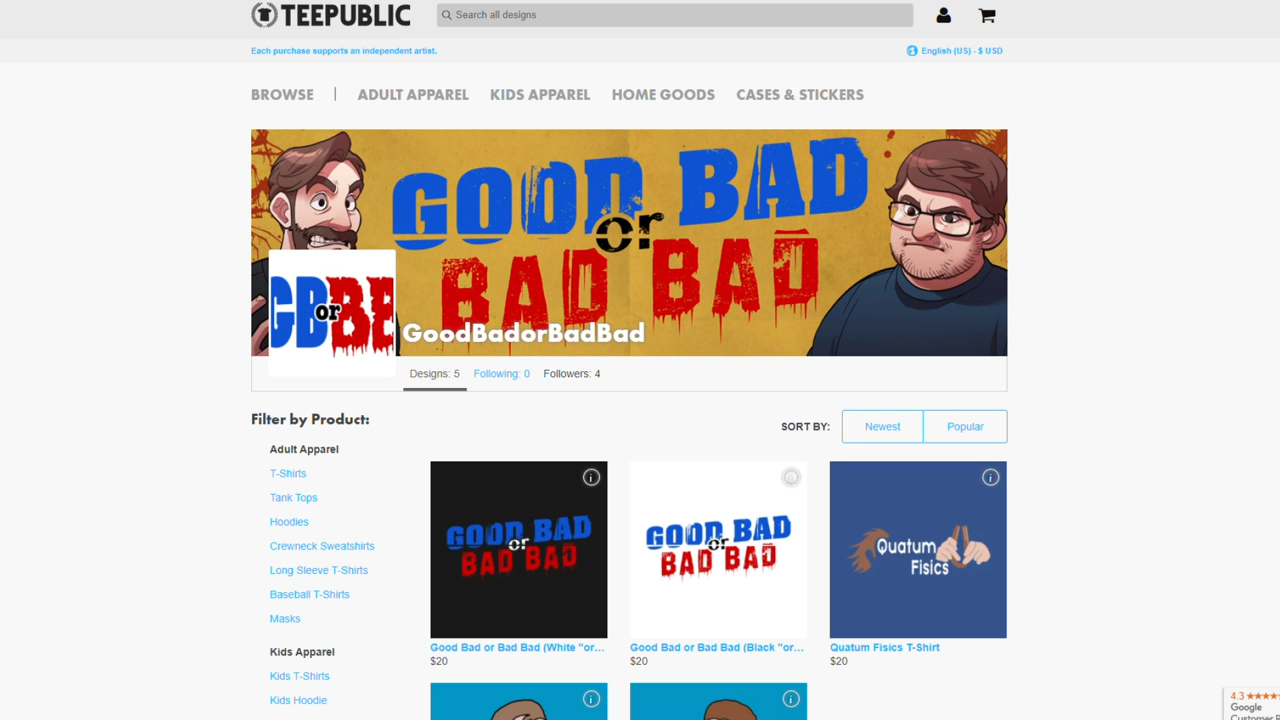 TEEPUBLIC
Search all designs
Each purchase supports an independent artist.
English (US) - $ USD
BROWSE | ADULT APPAREL KIDS APPAREL HOME GOODS CASES & STICKERS
GOOD BAD
or
BAD BAD
GB or BB
GoodBadorBadBad
Designs: 5 Following: 0 Followers: 4
Filter by Product:
SORT BY: Newest Popular
Adult Apparel
T-Shirts
Tank Tops
Hoodies
Crewneck Sweatshirts
Long Sleeve T-Shirts
Baseball T-Shirts
Masks
Kids Apparel
Kids T-Shirts
Kids Hoodie
GOOD BAD
or
BAD BAD
Good Bad or Bad Bad (White "or...
$20
GOOD BAD
or
BAD BAD
Good Bad or Bad Bad (Black "or...
$20
Quatum
Fisics
Quatum Fisics T-Shirt
$20
4.3
Google
Customer